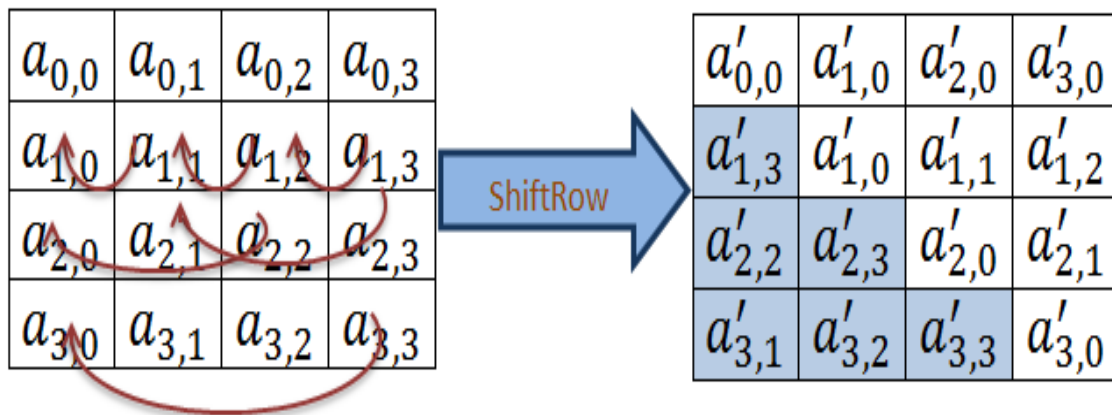 a0,0 a0,1 a0,2 a0,3
a1,0 a1,1 a1,2 a1,3
a2,0 a2,1 a2,2 a2,3
a3,0 a3,1 a3,2 a3,3
ShiftRow
a′0,0 a′1,0 a′2,0 a′3,0
a′1,3 a′1,0 a′1,1 a′1,2
a′2,2 a′2,3 a′2,0 a′2,1
a′3,1 a′3,2 a′3,3 a′3,0